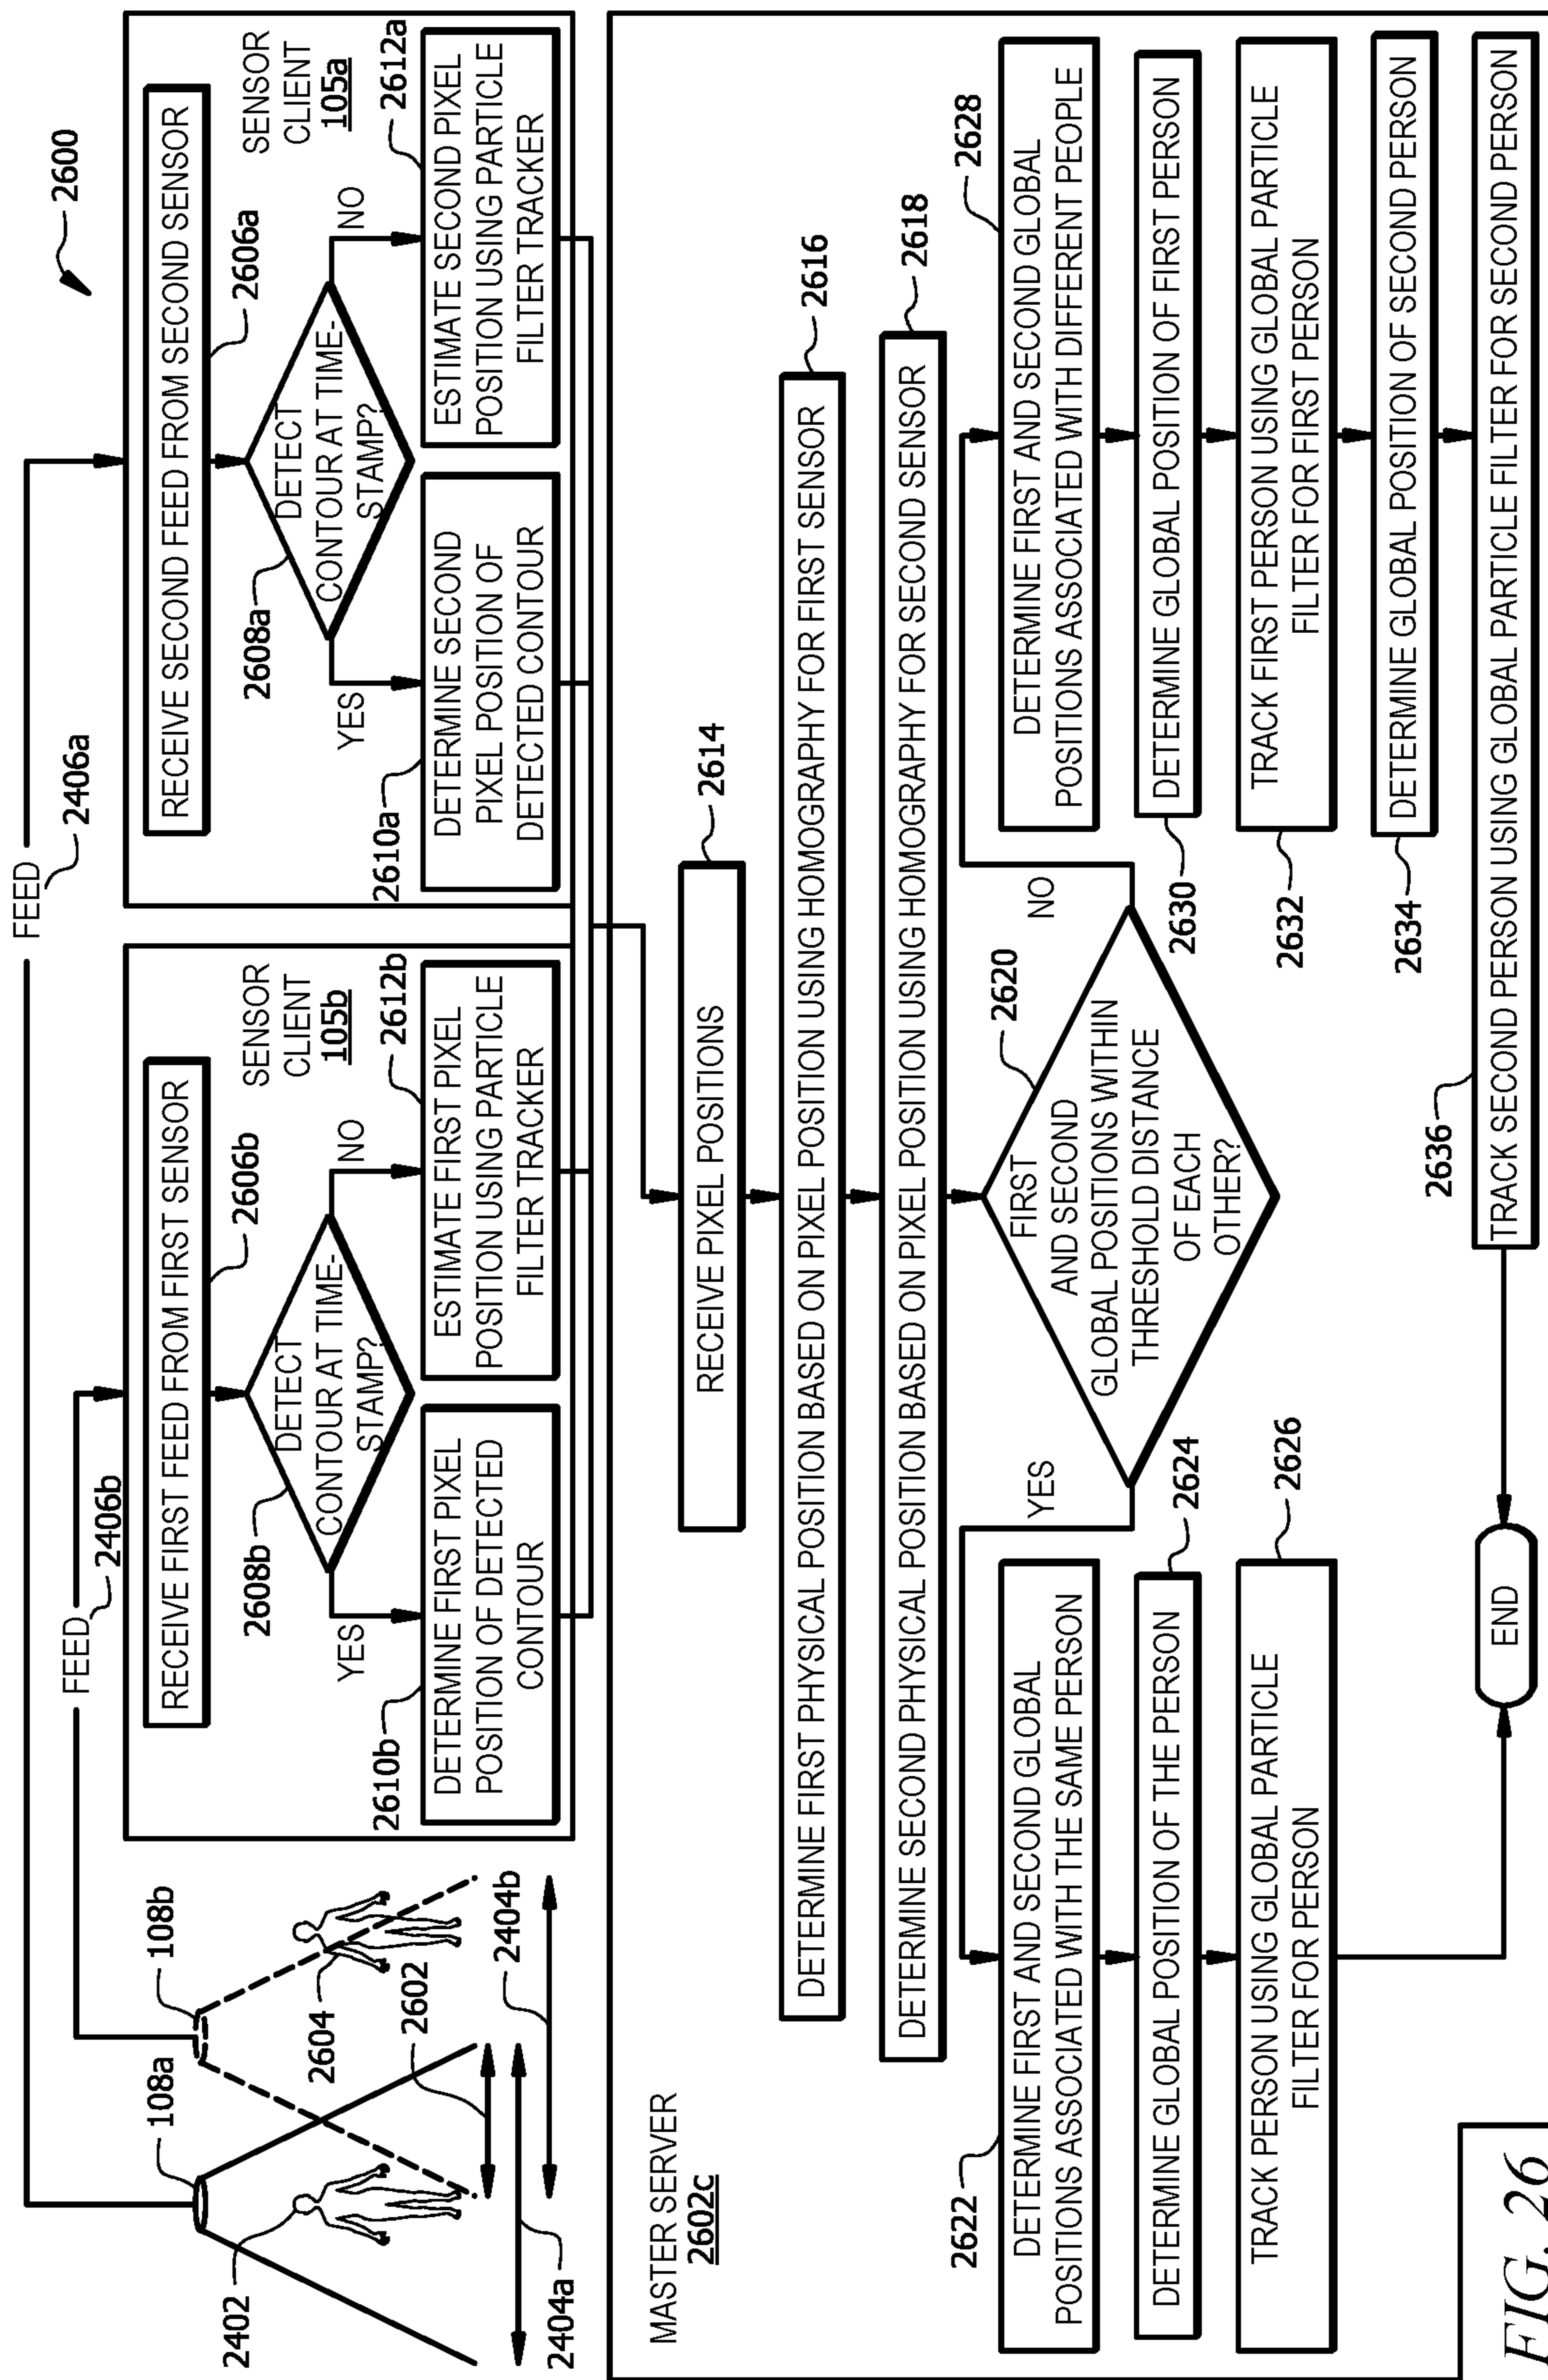 2600
FEED
2406a
FEED
2406b
108a
108b
2402
2604
2602
2404a
2404b
RECEIVE FIRST FEED FROM FIRST SENSOR
2606b
SENSOR
CLIENT
105b
DETECT
CONTOUR AT TIME-
STAMP?
2608b
YES
NO
2610b
DETERMINE FIRST PIXEL
POSITION OF DETECTED
CONTOUR
2612b
ESTIMATE FIRST PIXEL
POSITION USING PARTICLE
FILTER TRACKER
RECEIVE SECOND FEED FROM SECOND SENSOR
2606a
SENSOR
CLIENT
105a
DETECT
CONTOUR AT TIME-
STAMP?
2608a
YES
NO
2610a
DETERMINE SECOND
PIXEL POSITION OF
DETECTED CONTOUR
2612a
ESTIMATE SECOND PIXEL
POSITION USING PARTICLE
FILTER TRACKER
MASTER SERVER
2602c
RECEIVE PIXEL POSITIONS
2614
DETERMINE FIRST PHYSICAL POSITION BASED ON PIXEL POSITION USING HOMOGRAPHY FOR FIRST SENSOR
2616
DETERMINE SECOND PHYSICAL POSITION BASED ON PIXEL POSITION USING HOMOGRAPHY FOR SECOND SENSOR
2618
FIRST
AND SECOND
GLOBAL POSITIONS WITHIN
THRESHOLD DISTANCE
OF EACH
OTHER?
2620
YES
NO
2622
DETERMINE FIRST AND SECOND GLOBAL
POSITIONS ASSOCIATED WITH THE SAME PERSON
DETERMINE GLOBAL POSITION OF THE PERSON
2624
TRACK PERSON USING GLOBAL PARTICLE
FILTER FOR PERSON
2626
DETERMINE FIRST AND SECOND GLOBAL
POSITIONS ASSOCIATED WITH DIFFERENT PEOPLE
2628
DETERMINE GLOBAL POSITION OF FIRST PERSON
2630
TRACK FIRST PERSON USING GLOBAL PARTICLE
FILTER FOR FIRST PERSON
2632
DETERMINE GLOBAL POSITION OF SECOND PERSON
2634
TRACK SECOND PERSON USING GLOBAL PARTICLE FILTER FOR SECOND PERSON
2636
END
FIG. 26